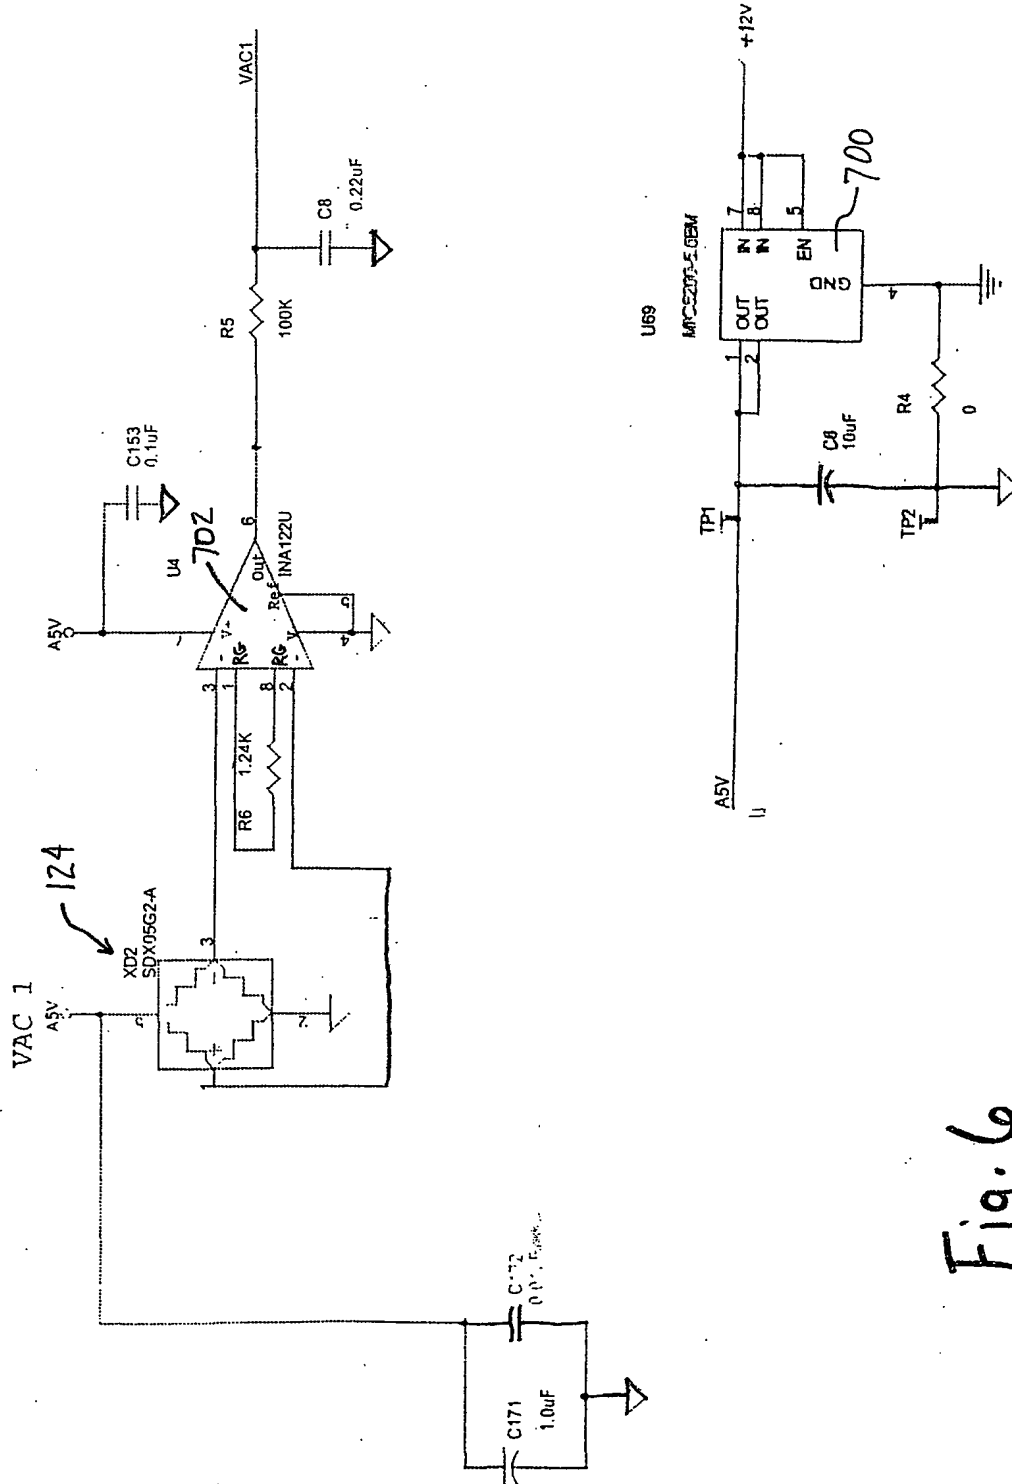 VAC 1
A5V
5
124
XD2
SDX05G2-A
3
2
1
A5V
C153
0.1uF
U4
702
3
1
8
2
-
RG
RG
-
V+
V
Out
Ref
6
5
4
INA122U
R6
1.24K
R5
100K
VAC1
C8
0.22uF
C171
1.0uF
A5V
TP1
TP2
C8
10uF
R4
0
U69
1
2
OUT
OUT
IN
IN
EN
GND
7
8
5
4
+12V
700
Fig. 6